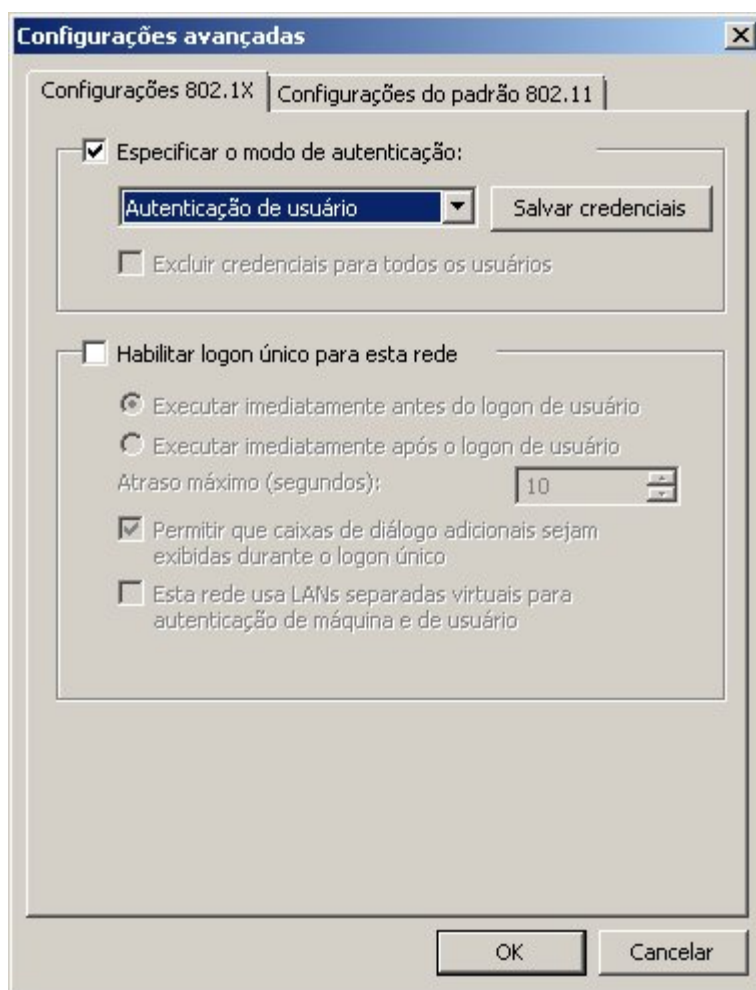 Configurações avançadas
Configurações 802.1X
Configurações do padrão 802.11
Especificar o modo de autenticação:
Autenticação de usuário
Salvar credenciais
Excluir credenciais para todos os usuários
Habilitar logon único para esta rede
Executar imediatamente antes do logon de usuário
Executar imediatamente após o logon de usuário
Atraso máximo (segundos):
10
Permitir que caixas de diálogo adicionais sejam
exibidas durante o logon único
Esta rede usa LANs separadas virtuais para
autenticação de máquina e de usuário
OK
Cancelar